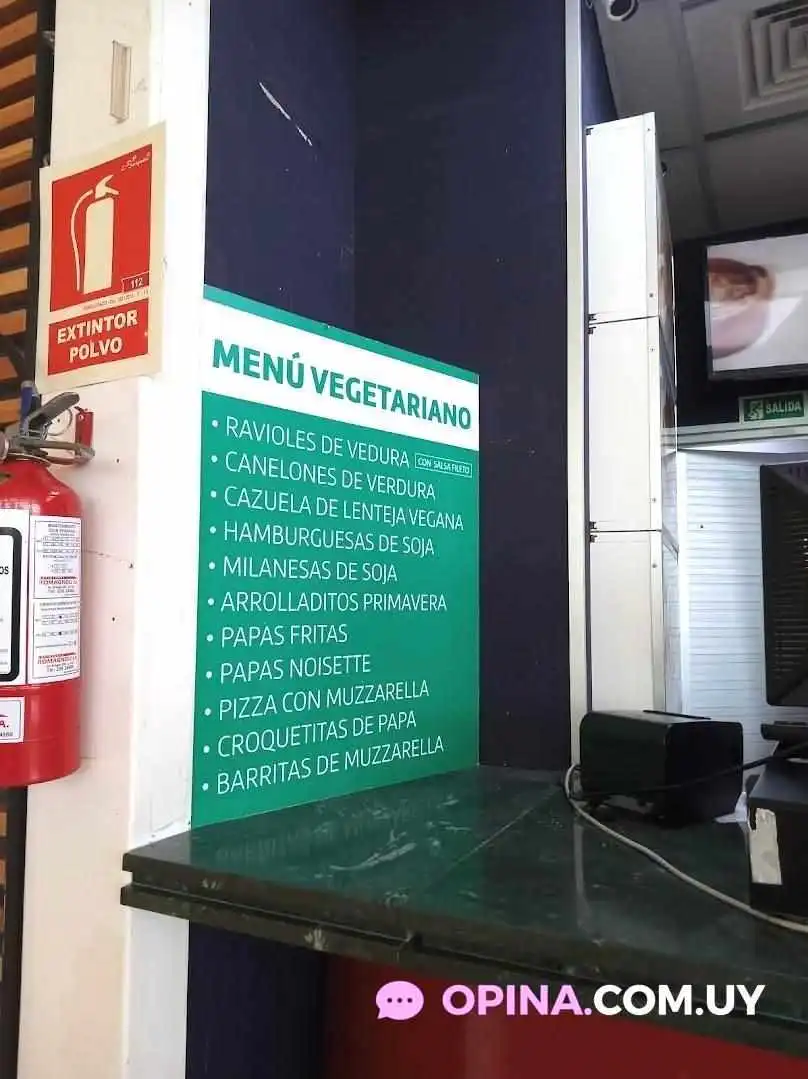 112
EXTINTOR
POLVO
MENÚ VEGETARIANO
• RAVIOLES DE VEDURA CON SALSA FILETO
• CANELONES DE VERDURA
• CAZUELA DE LENTEJA VEGANA
• HAMBURGUESAS DE SOJA
• MILANESAS DE SOJA
• ARROLLADITOS PRIMAVERA
• PAPAS FRITAS
• PAPAS NOISETTE
• PIZZA CON MUZZARELLA
• CROQUETITAS DE PAPA
• BARRITAS DE MUZZARELLA
SALIDA
OPINA.COM.UY